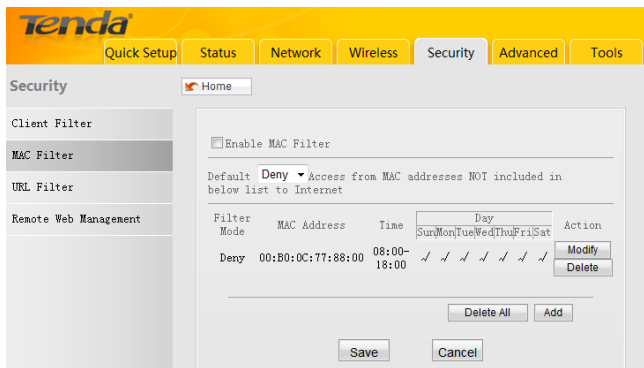 Tenda
Quick Setup Status Network Wireless Security Advanced Tools
Security Home
Client Filter
MAC Filter
URL Filter
Remote Web Management
Enable MAC Filter
Default Deny Access from MAC addresses NOT included in
below list to Internet
Filter Mode MAC Address Time Day Action
Sun Mon Tue Wed Thu Fri Sat
Deny 00:B0:0C:77:88:00 08:00-18:00 √ √ √ √ √ √ √ Modify
Delete
Delete All Add
Save Cancel